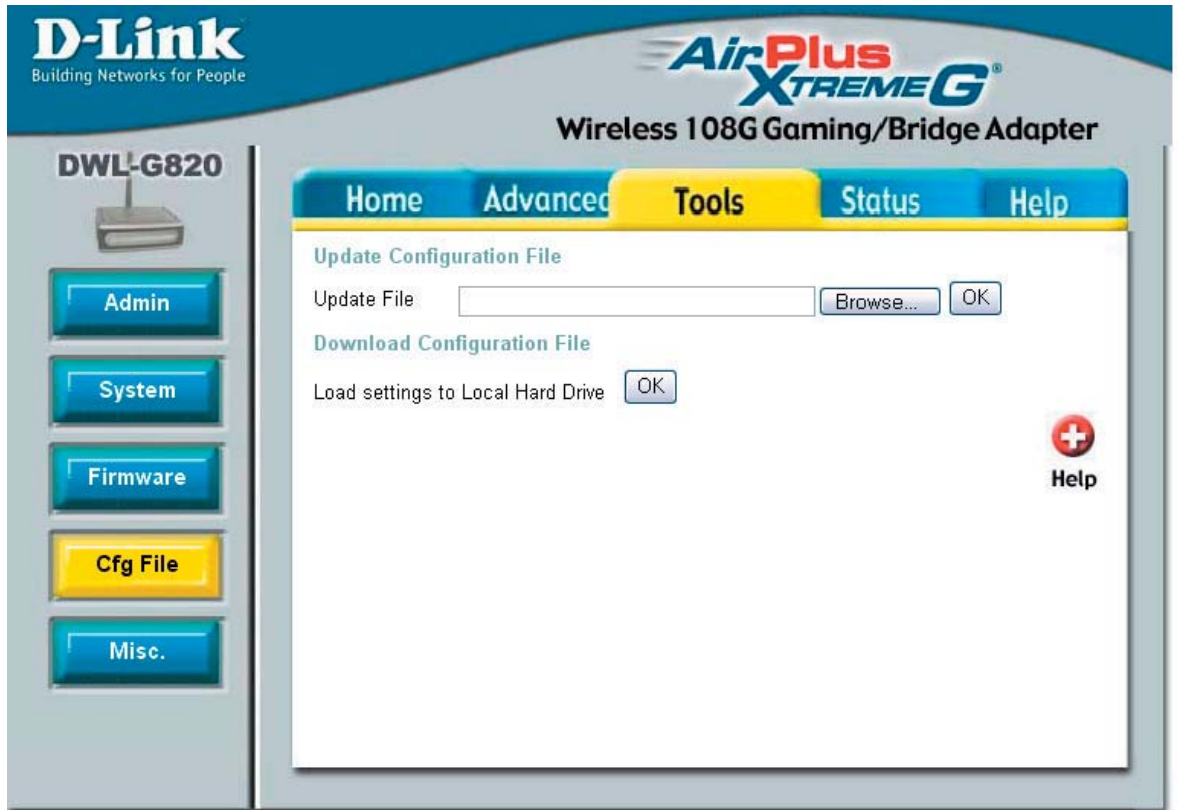 D-Link
Building Networks for People
AirPlus
XTREME G®
Wireless 108G Gaming/Bridge Adapter
DWL-G820
Home Advanced Tools Status Help
Update Configuration File
Admin
Update File Browse... OK
Download Configuration File
System
Load settings to Local Hard Drive OK
Firmware
Help
Cfg File
Misc.